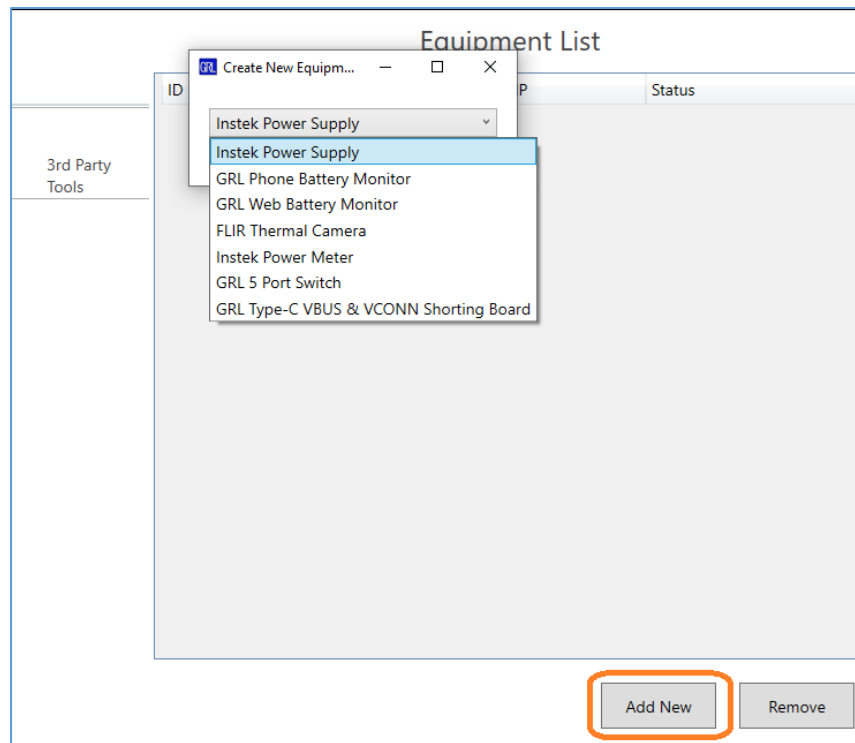 Equipment List
GRL Create New Equipm...
ID P Status
Instek Power Supply
Instek Power Supply
3rd Party
Tools
GRL Phone Battery Monitor
GRL Web Battery Monitor
FLIR Thermal Camera
Instek Power Meter
GRL 5 Port Switch
GRL Type-C VBUS & VCONN Shorting Board
Add New Remove